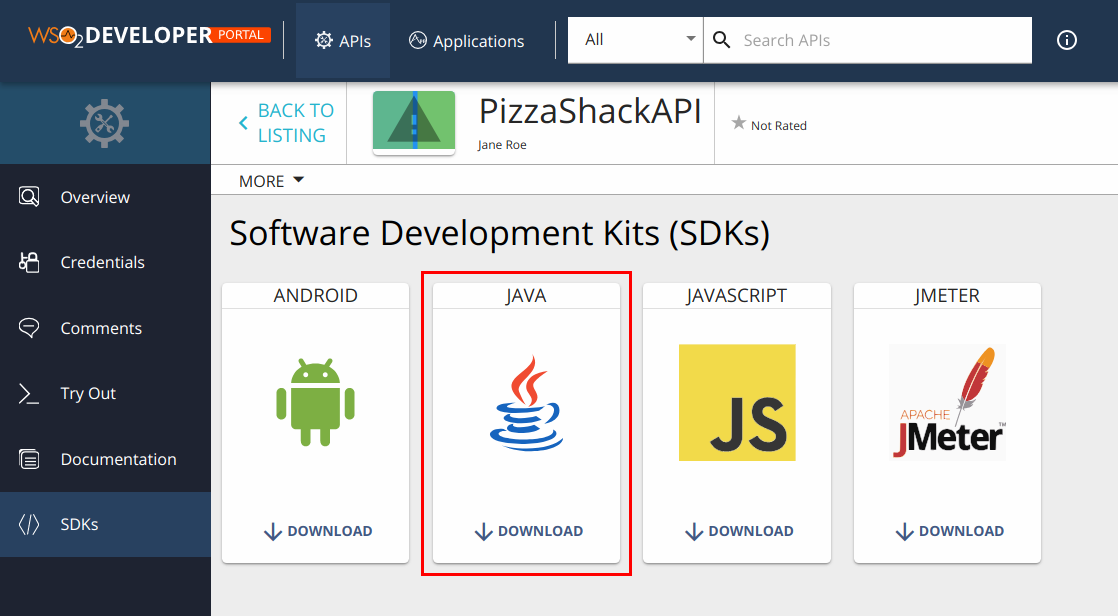 WSO2 DEVELOPER PORTAL
APIs
Applications
All
Search APIs
BACK TO
LISTING
PizzaShackAPI
Jane Roe
Not Rated
MORE
Overview
Credentials
Comments
Try Out
Documentation
SDKs
Software Development Kits (SDKs)
ANDROID
JAVA
JAVASCRIPT
JMETER
JS
APACHE
JMeter™
DOWNLOAD
DOWNLOAD
DOWNLOAD
DOWNLOAD